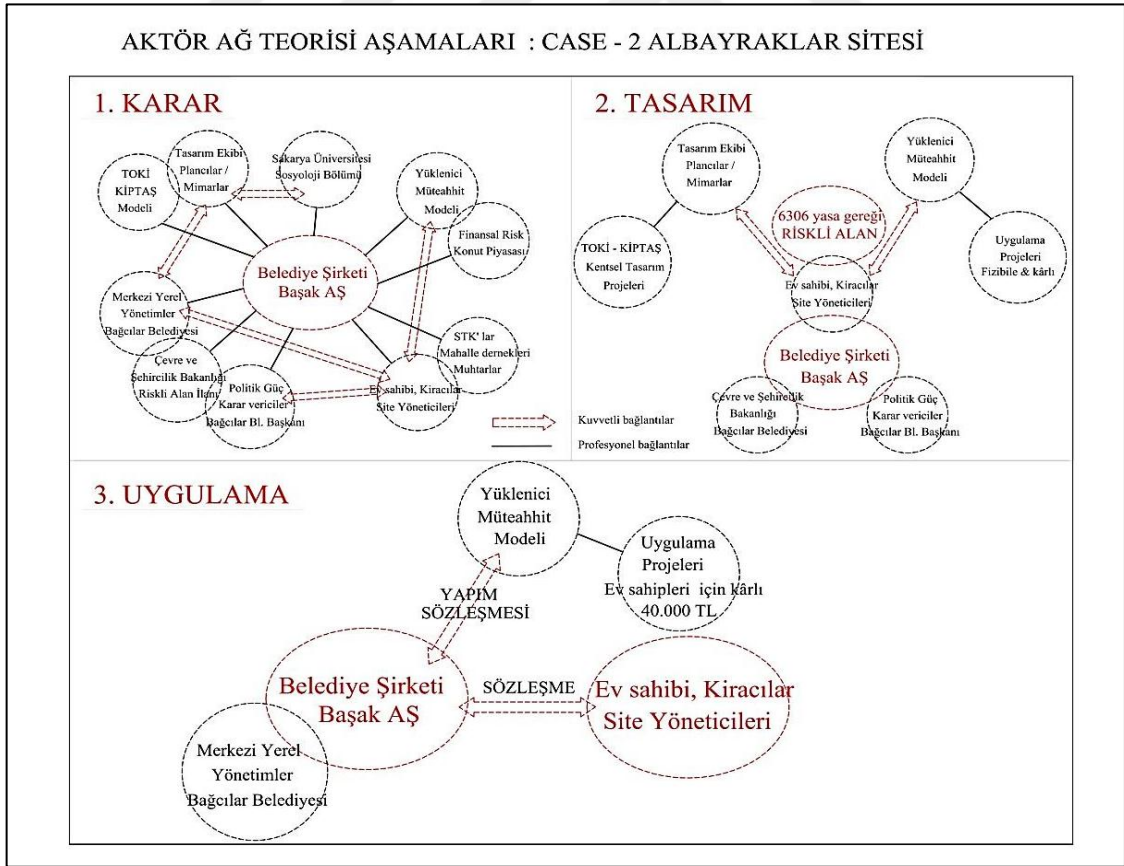 AKTÖR AĞ TEORİSİ AŞAMALARI : CASE - 2 ALBAYRAKLAR SİTESİ
1. KARAR
TOKİ
KİPTAŞ
Modeli
Tasarım Ekibi
Plancılar /
Mimarlar
Sakarya Üniversitesi
Sosyoloji Bölümü
Yüklenici
Müteahhit
Modeli
Finansal Risk
Konut Piyasası
Belediye Şirketi
Başak AŞ
Merkezi Yerel
Yönetimler
Bağcılar Belediyesi
Çevre ve
Şehircilik Bakanlığı
Riskli Alan İlanı
Politik Güç
Karar vericiler
Bağcılar Bl. Başkanı
Ev sahibi, Kiracılar
Site Yöneticileri
STK' lar
Mahalle dernekleri
Muhtarlar
2. TASARIM
Tasarım Ekibi
Plancılar /
Mimarlar
Yüklenici
Müteahhit
Modeli
6306 yasa gereği
RİSKLİ ALAN
TOKİ - KİPTAŞ
Kentsel Tasarım
Projeleri
Uygulama
Projeleri
Fizibile & kârlı
Ev sahibi, Kiracılar
Site Yöneticileri
Belediye Şirketi
Başak AŞ
Çevre ve Şehircilik
Bakanlığı
Bağcılar Belediyesi
Politik Güç
Karar vericiler
Bağcılar Bl. Başkanı
Kuvvetli bağlantılar
Profesyonel bağlantılar
3. UYGULAMA
Yüklenici
Müteahhit
Modeli
Uygulama
Projeleri
Ev sahipleri için kârlı
40.000 TL
YAPIM
SÖZLEŞMESİ
Belediye Şirketi
Başak AŞ
SÖZLEŞME
Ev sahibi, Kiracılar
Site Yöneticileri
Merkezi Yerel
Yönetimler
Bağcılar Belediyesi